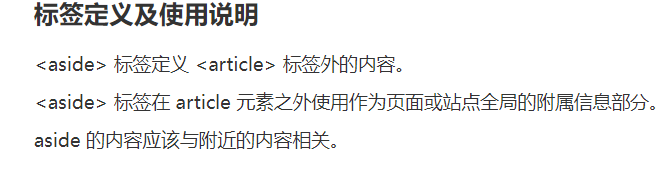 标签定义及使用说明
<aside> 标签定义 <article> 标签外的内容。
<aside> 标签在 article 元素之外使用作为页面或站点全局的附属信息部分。
aside 的内容应该与附近的内容相关。